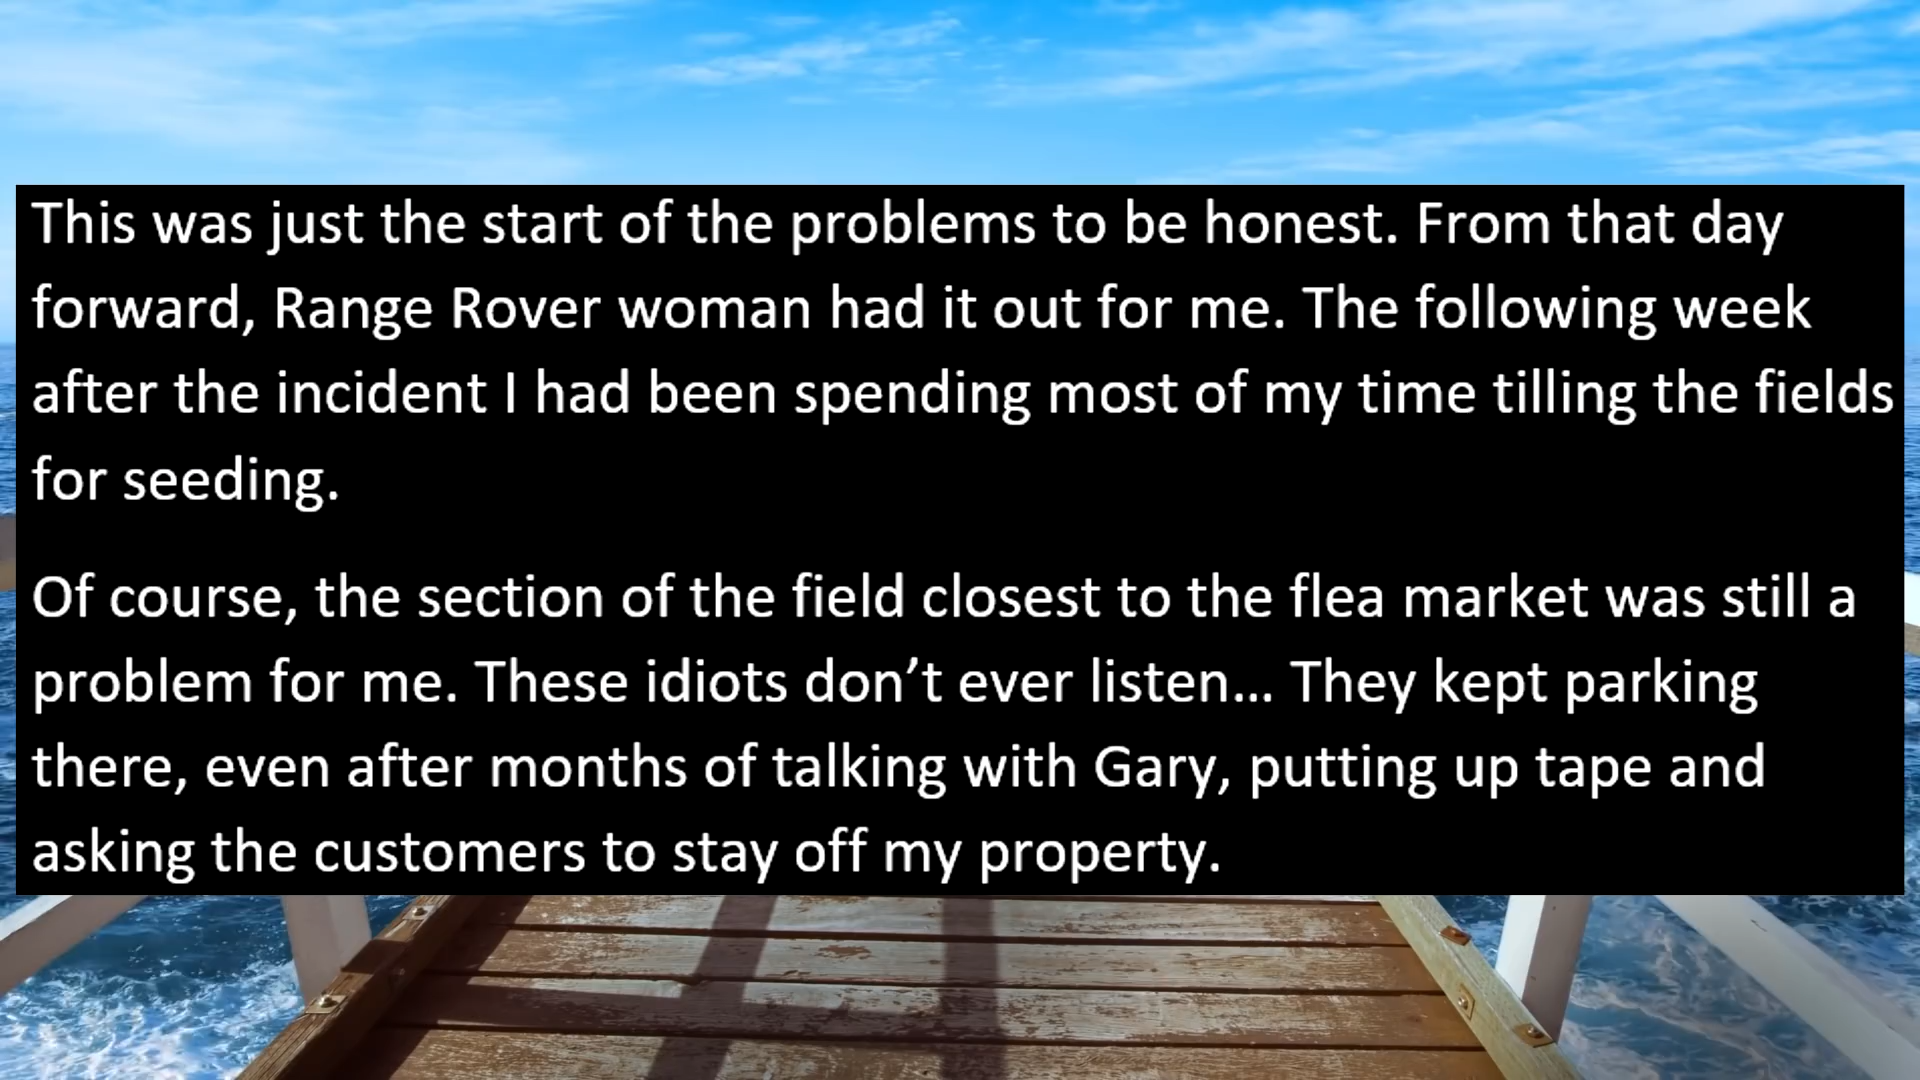 This was just the start of the problems to be honest. From that day
forward, Range Rover woman had it out for me. The following week
after the incident I had been spending most of my time tilling the fields
for seeding.
Of course, the section of the field closest to the flea market was still a
problem for me. These idiots don’t ever listen… They kept parking
there, even after months of talking with Gary, putting up tape and
asking the customers to stay off my property.